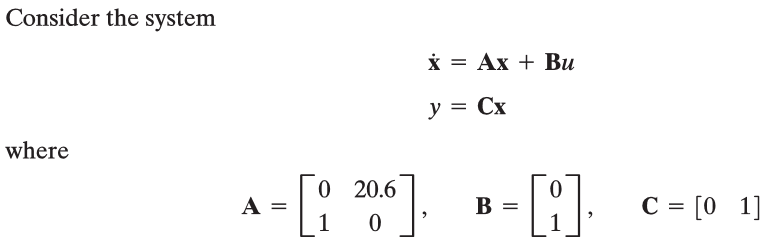 Consider the system
ẋ = Ax + Bu
y = Cx
where
A = [0 20.6; 1 0], B = [0; 1], C = [0 1]